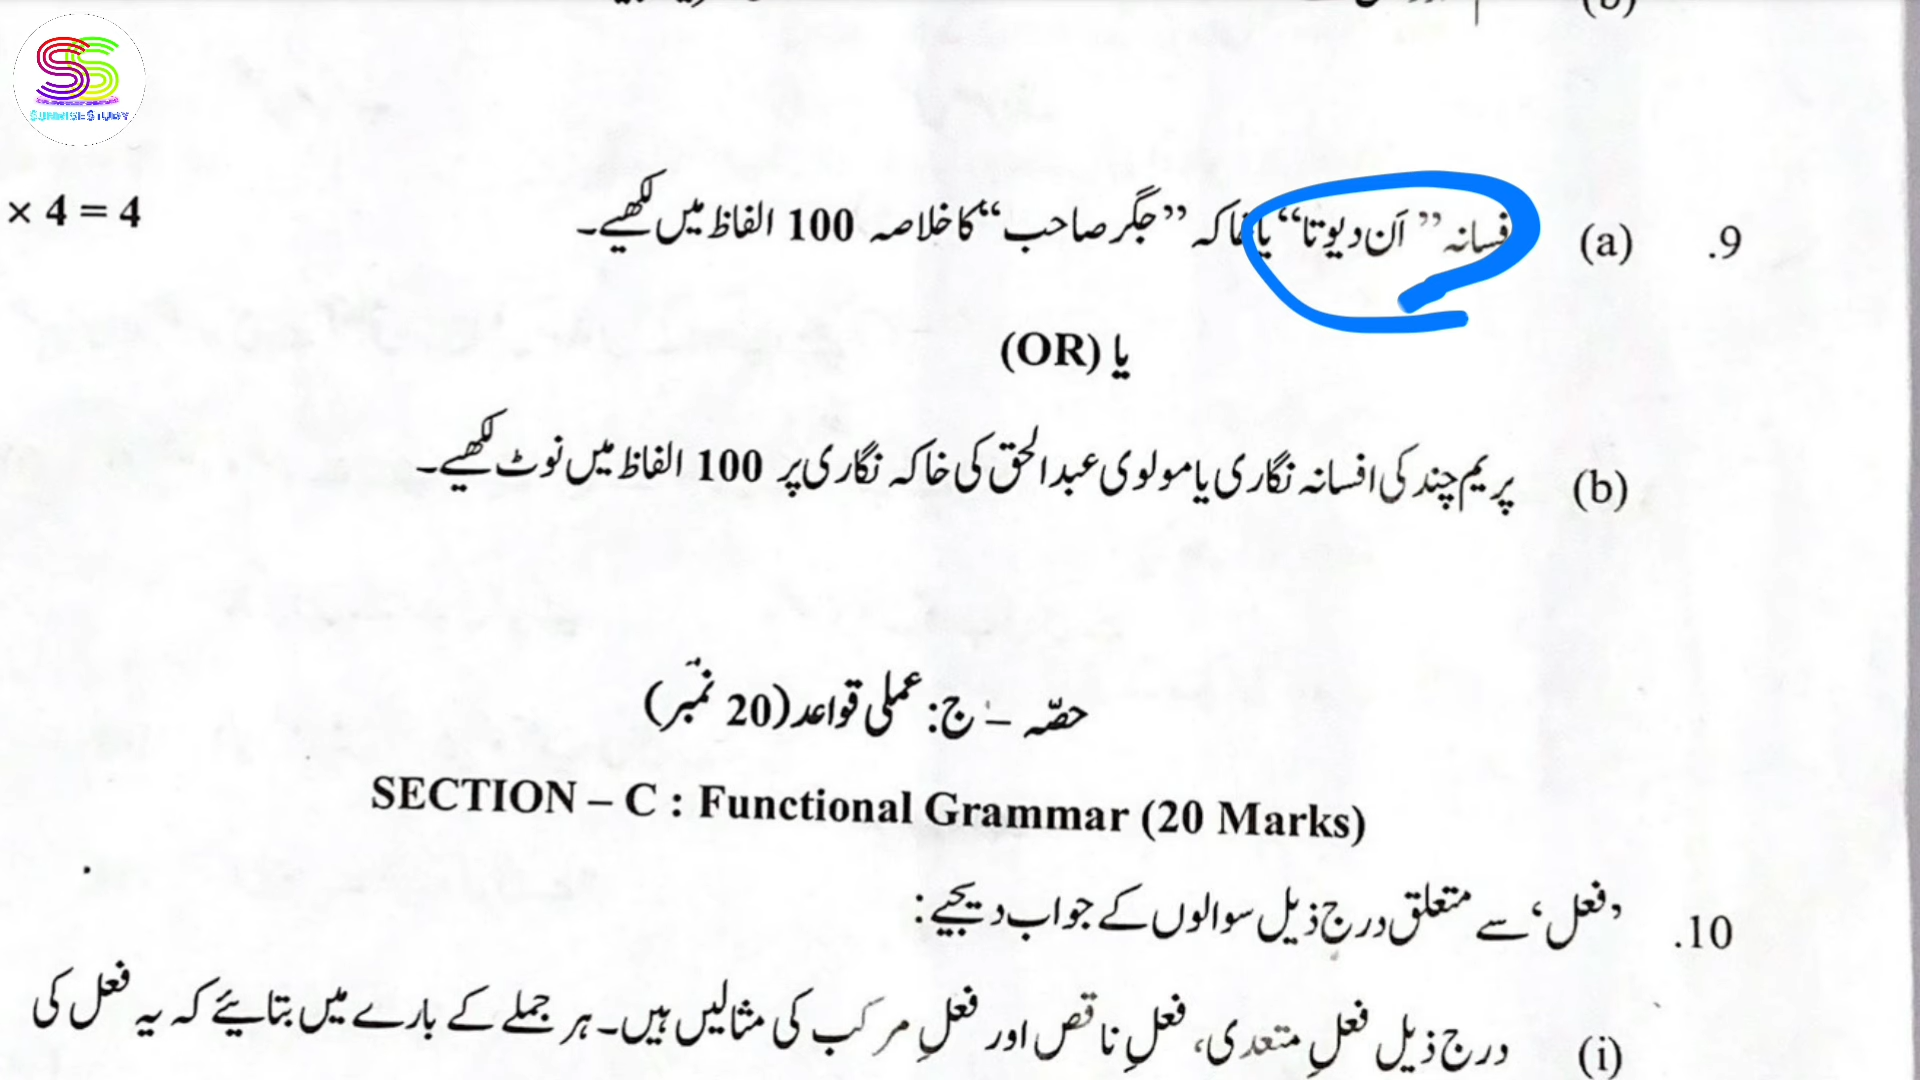 SUNRISE STUDY
9. (a) افسانہ ”اَن دیوتا“ یا خاکہ ”جگر صاحب“ کا خلاصہ 100 الفاظ میں لکھیے۔
× 4 = 4
یا (OR)
(b) پریم چند کی افسانہ نگاری یا مولوی عبدالحق کی خاکہ نگاری پر 100 الفاظ میں نوٹ لکھیے۔
حصّہ – ج: عملی قواعد (20 نمبر)
SECTION – C : Functional Grammar (20 Marks)
10. ’فعل‘ سے متعلق درج ذیل سوالوں کے جواب دیجیے:
(i) درج ذیل فعلِ متعدی، فعلِ ناقص اور فعلِ مرکب کی مثالیں ہیں۔ ہر جملے کے بارے میں بتائیے کہ یہ فعل کی